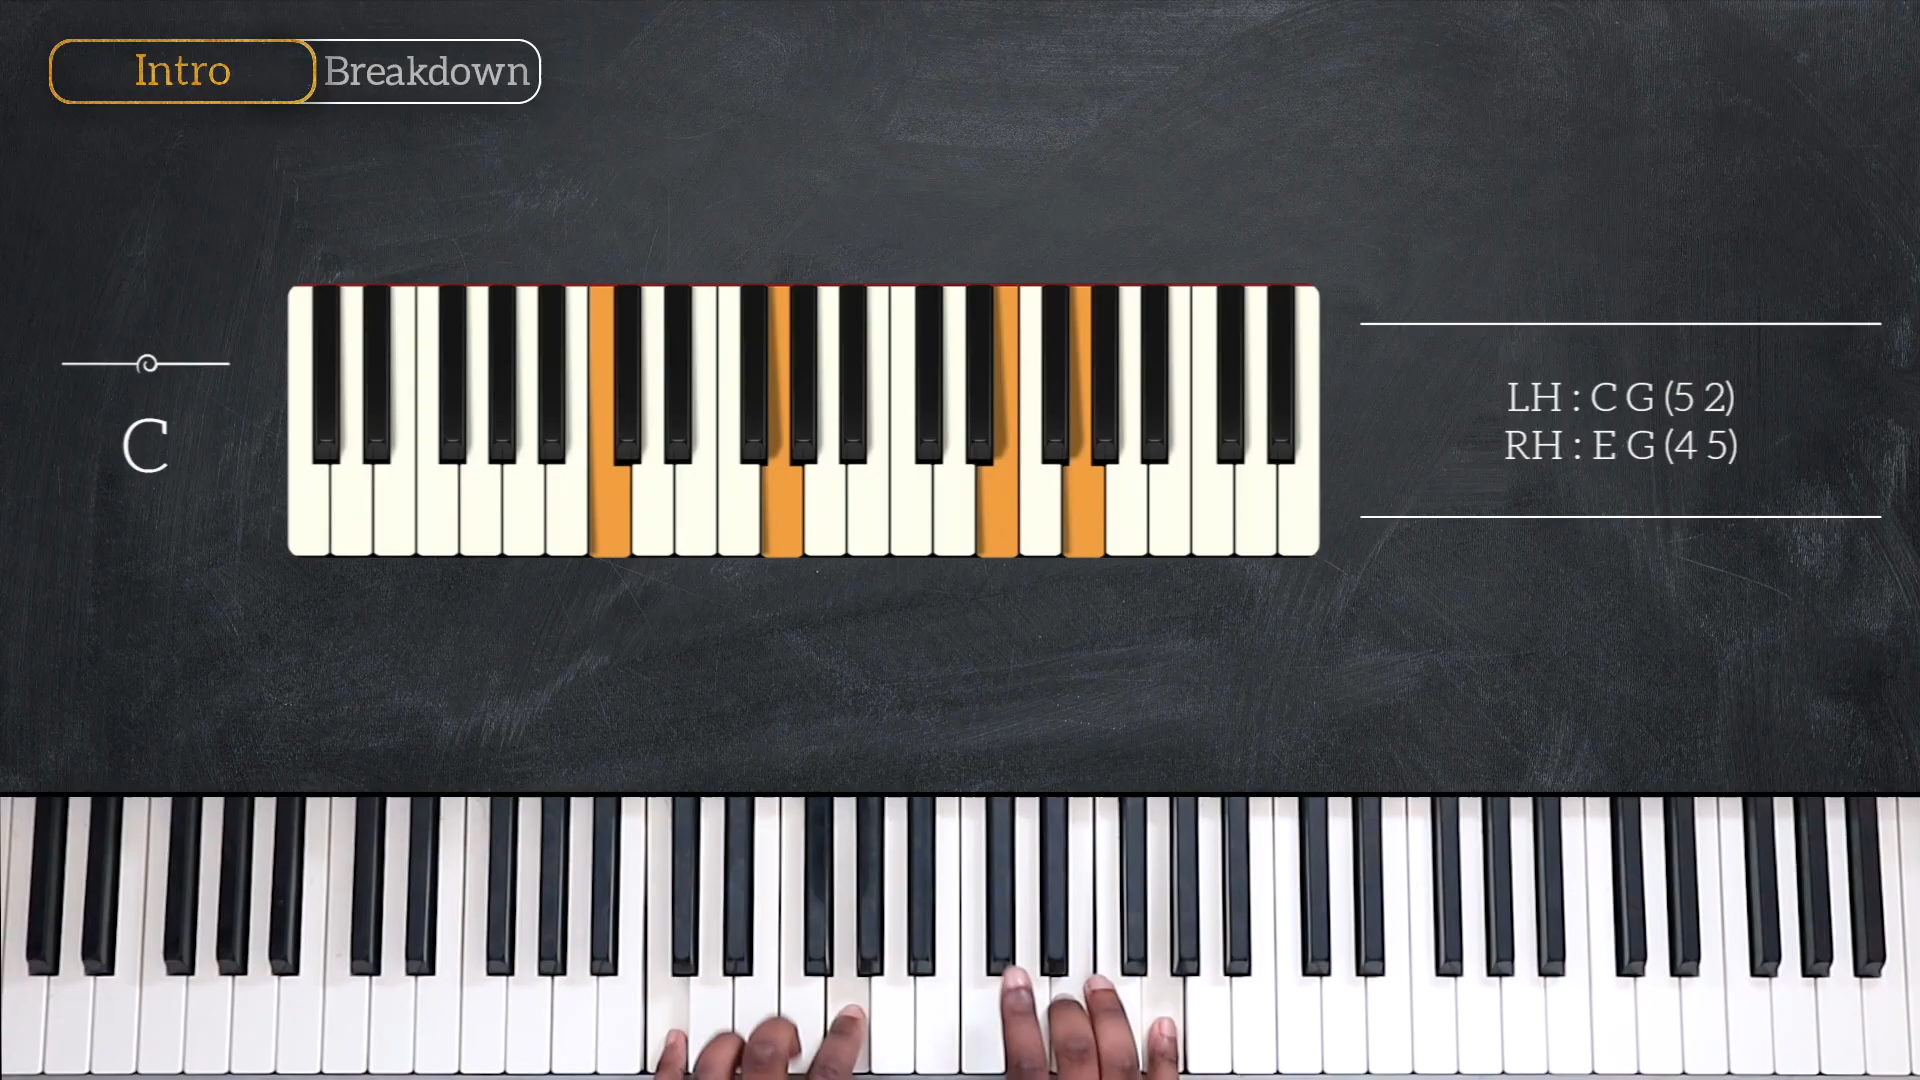 Intro Breakdown
C
LH : C G (5 2)
RH : E G (4 5)